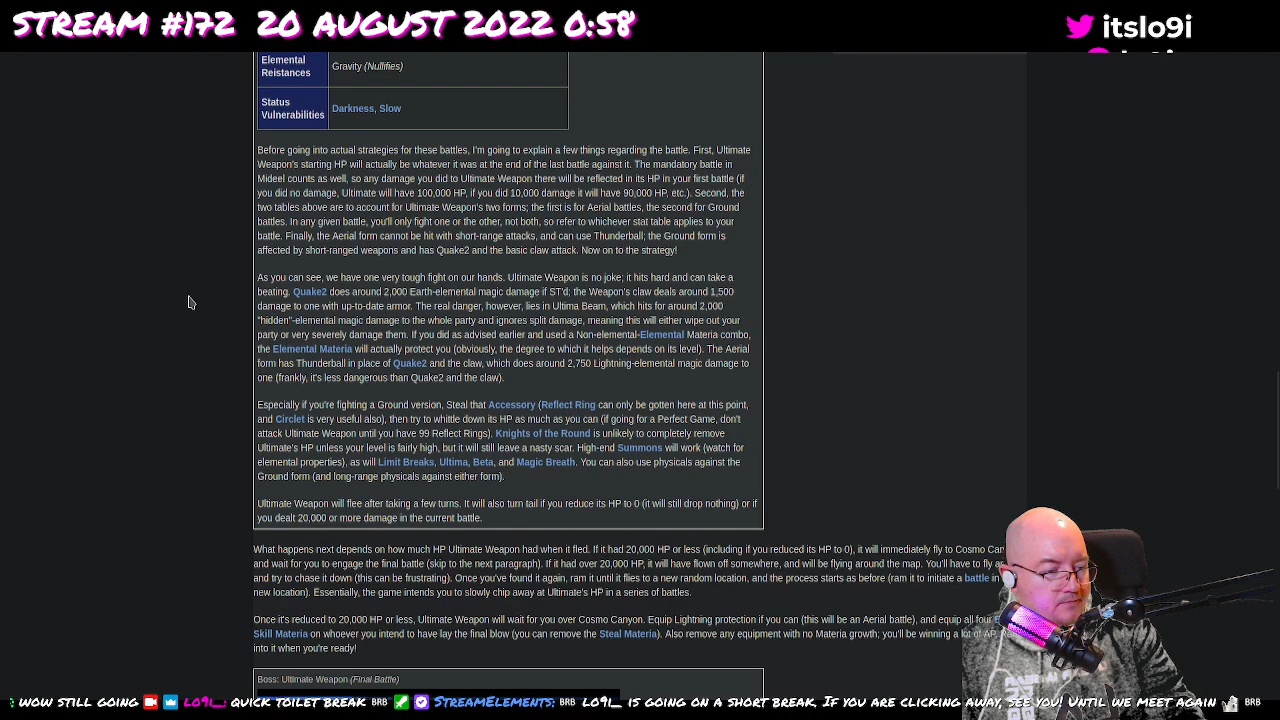 STREAM #172 20 AUGUST 2022 0:58
itslo9i
Elemental
Reistances
Gravity (Nullifies)
Status
Vulnerabilities
Darkness, Slow
Before going into actual strategies for these battles, I'm going to explain a few things regarding the battle. First, Ultimate
Weapon's starting HP will actually be whatever it was at the end of the last battle against it. The mandatory battle in
Mideel counts as well, so any damage you did to Ultimate Weapon there will be reflected in its HP in your first battle (if
you did no damage, Ultimate will have 100,000 HP, if you did 10,000 damage it will have 90,000 HP, etc.). Second, the
two tables above are to account for Ultimate Weapon's two forms; the first is for Aerial battles, the second for Ground
battles. In any given battle, you'll only fight one or the other, not both, so refer to whichever stat table applies to your
battle. Finally, the Aerial form cannot be hit with short-range attacks, and can use Thunderball; the Ground form is
affected by short-ranged weapons and has Quake2 and the basic claw attack. Now on to the strategy!
As you can see, we have one very tough fight on our hands. Ultimate Weapon is no joke; it hits hard and can take a
beating. Quake2 does around 2,000 Earth-elemental magic damage if ST'd; the Weapon's claw deals around 1,500
damage to one with up-to-date armor. The real danger, however, lies in Ultima Beam, which hits for around 2,000
"hidden"-elemental magic damage to the whole party and ignores split damage, meaning this will either wipe out your
party or very severely damage them. If you did as advised earlier and used a Non-elemental-Elemental Materia combo,
the Elemental Materia will actually protect you (obviously, the degree to which it helps depends on its level). The Aerial
form has Thunderball in place of Quake2 and the claw, which does around 2,750 Lightning-elemental magic damage to
one (frankly, it's less dangerous than Quake2 and the claw).
Especially if you're fighting a Ground version, Steal that Accessory (Reflect Ring can only be gotten here at this point,
and Circlet is very useful also), then try to whittle down its HP as much as you can (if going for a Perfect Game, don't
attack Ultimate Weapon until you have 99 Reflect Rings). Knights of the Round is unlikely to completely remove
Ultimate's HP unless your level is fairly high, but it will still leave a nasty scar. High-end Summons will work (watch for
elemental properties), as will Limit Breaks, Ultima, Beta, and Magic Breath. You can also use physicals against the
Ground form (and long-range physicals against either form).
Ultimate Weapon will flee after taking a few turns. It will also turn tail if you reduce its HP to 0 (it will still drop nothing) or if
you dealt 20,000 or more damage in the current battle.
What happens next depends on how much HP Ultimate Weapon had when it fled. If it had 20,000 HP or less (including if you reduced its HP to 0), it will immediately fly to Cosmo
and wait for you to engage the final battle (skip to the next paragraph). If it had over 20,000 HP, it will have flown off somewhere, and will be flying around the map. You'll have to fly
and try to chase it down (this can be frustrating). Once you've found it again, ram it until it flies to a new random location, and the process starts as before (ram it to initiate a battle in
new location). Essentially, the game intends you to slowly chip away at Ultimate's HP in a series of battles.
Once it's reduced to 20,000 HP or less, Ultimate Weapon will wait for you over Cosmo Canyon. Equip Lightning protection if you can (this will be an Aerial battle), and equip all four
Skill Materia on whoever you intend to have lay the final blow (you can remove the Steal Materia). Also remove any equipment with no Materia growth; you'll be winning a lot of AP.
into it when you're ready!
Boss: Ultimate Weapon (Final Battle)
WOW STILL GOING LO9I_: QUICK TOILET BREAK BRB STREAMELEMENTS: BRB LO9I_ IS GOING ON A SHORT BREAK. IF YOU ARE CLICKING AWAY, SEE YOU! UNTIL WE MEET AGAIN BRB